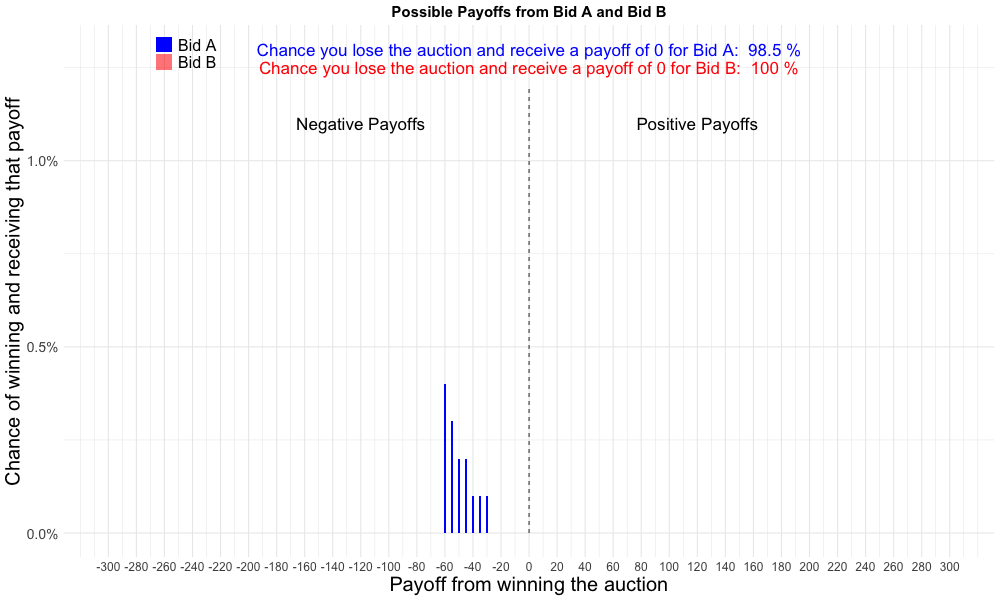 Possible Payoffs from Bid A and Bid B
Bid A
Bid B
Chance you lose the auction and receive a payoff of 0 for Bid A:  98.5 %
Chance you lose the auction and receive a payoff of 0 for Bid B:  100 %
Negative Payoffs
Positive Payoffs
Chance of winning and receiving that payoff
1.0%
0.5%
0.0%
-300 -280 -260 -240 -220 -200 -180 -160 -140 -120 -100 -80 -60 -40 -20 0 20 40 60 80 100 120 140 160 180 200 220 240 260 280 300
Payoff from winning the auction